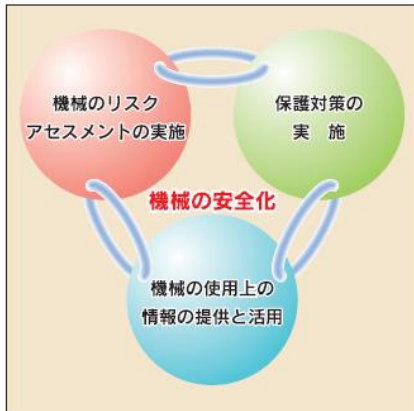 機械のリスク
アセスメントの実施
保護対策の
実　施
機械の安全化
機械の使用上の
情報の提供と活用